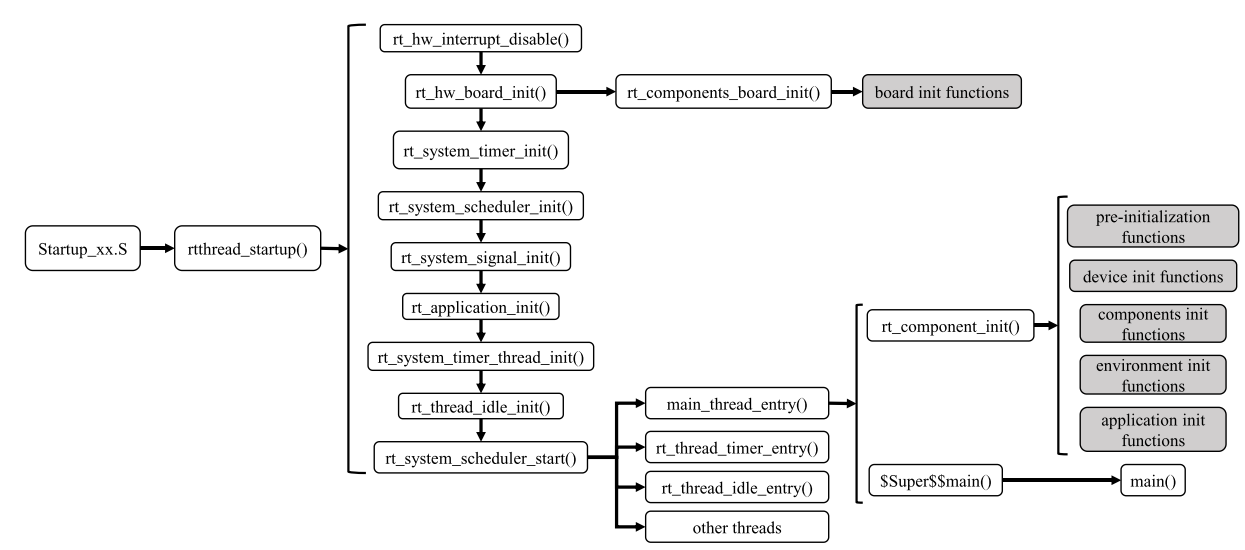 Startup_xx.S
rtthread_startup()
rt_hw_interrupt_disable()
rt_hw_board_init()
rt_components_board_init()
board init functions
rt_system_timer_init()
rt_system_scheduler_init()
rt_system_signal_init()
rt_application_init()
rt_system_timer_thread_init()
rt_thread_idle_init()
rt_system_scheduler_start()
main_thread_entry()
rt_thread_timer_entry()
rt_thread_idle_entry()
other threads
rt_component_init()
pre-initialization
functions
device init functions
components init
functions
environment init
functions
application init
functions
$Super$$main()
main()